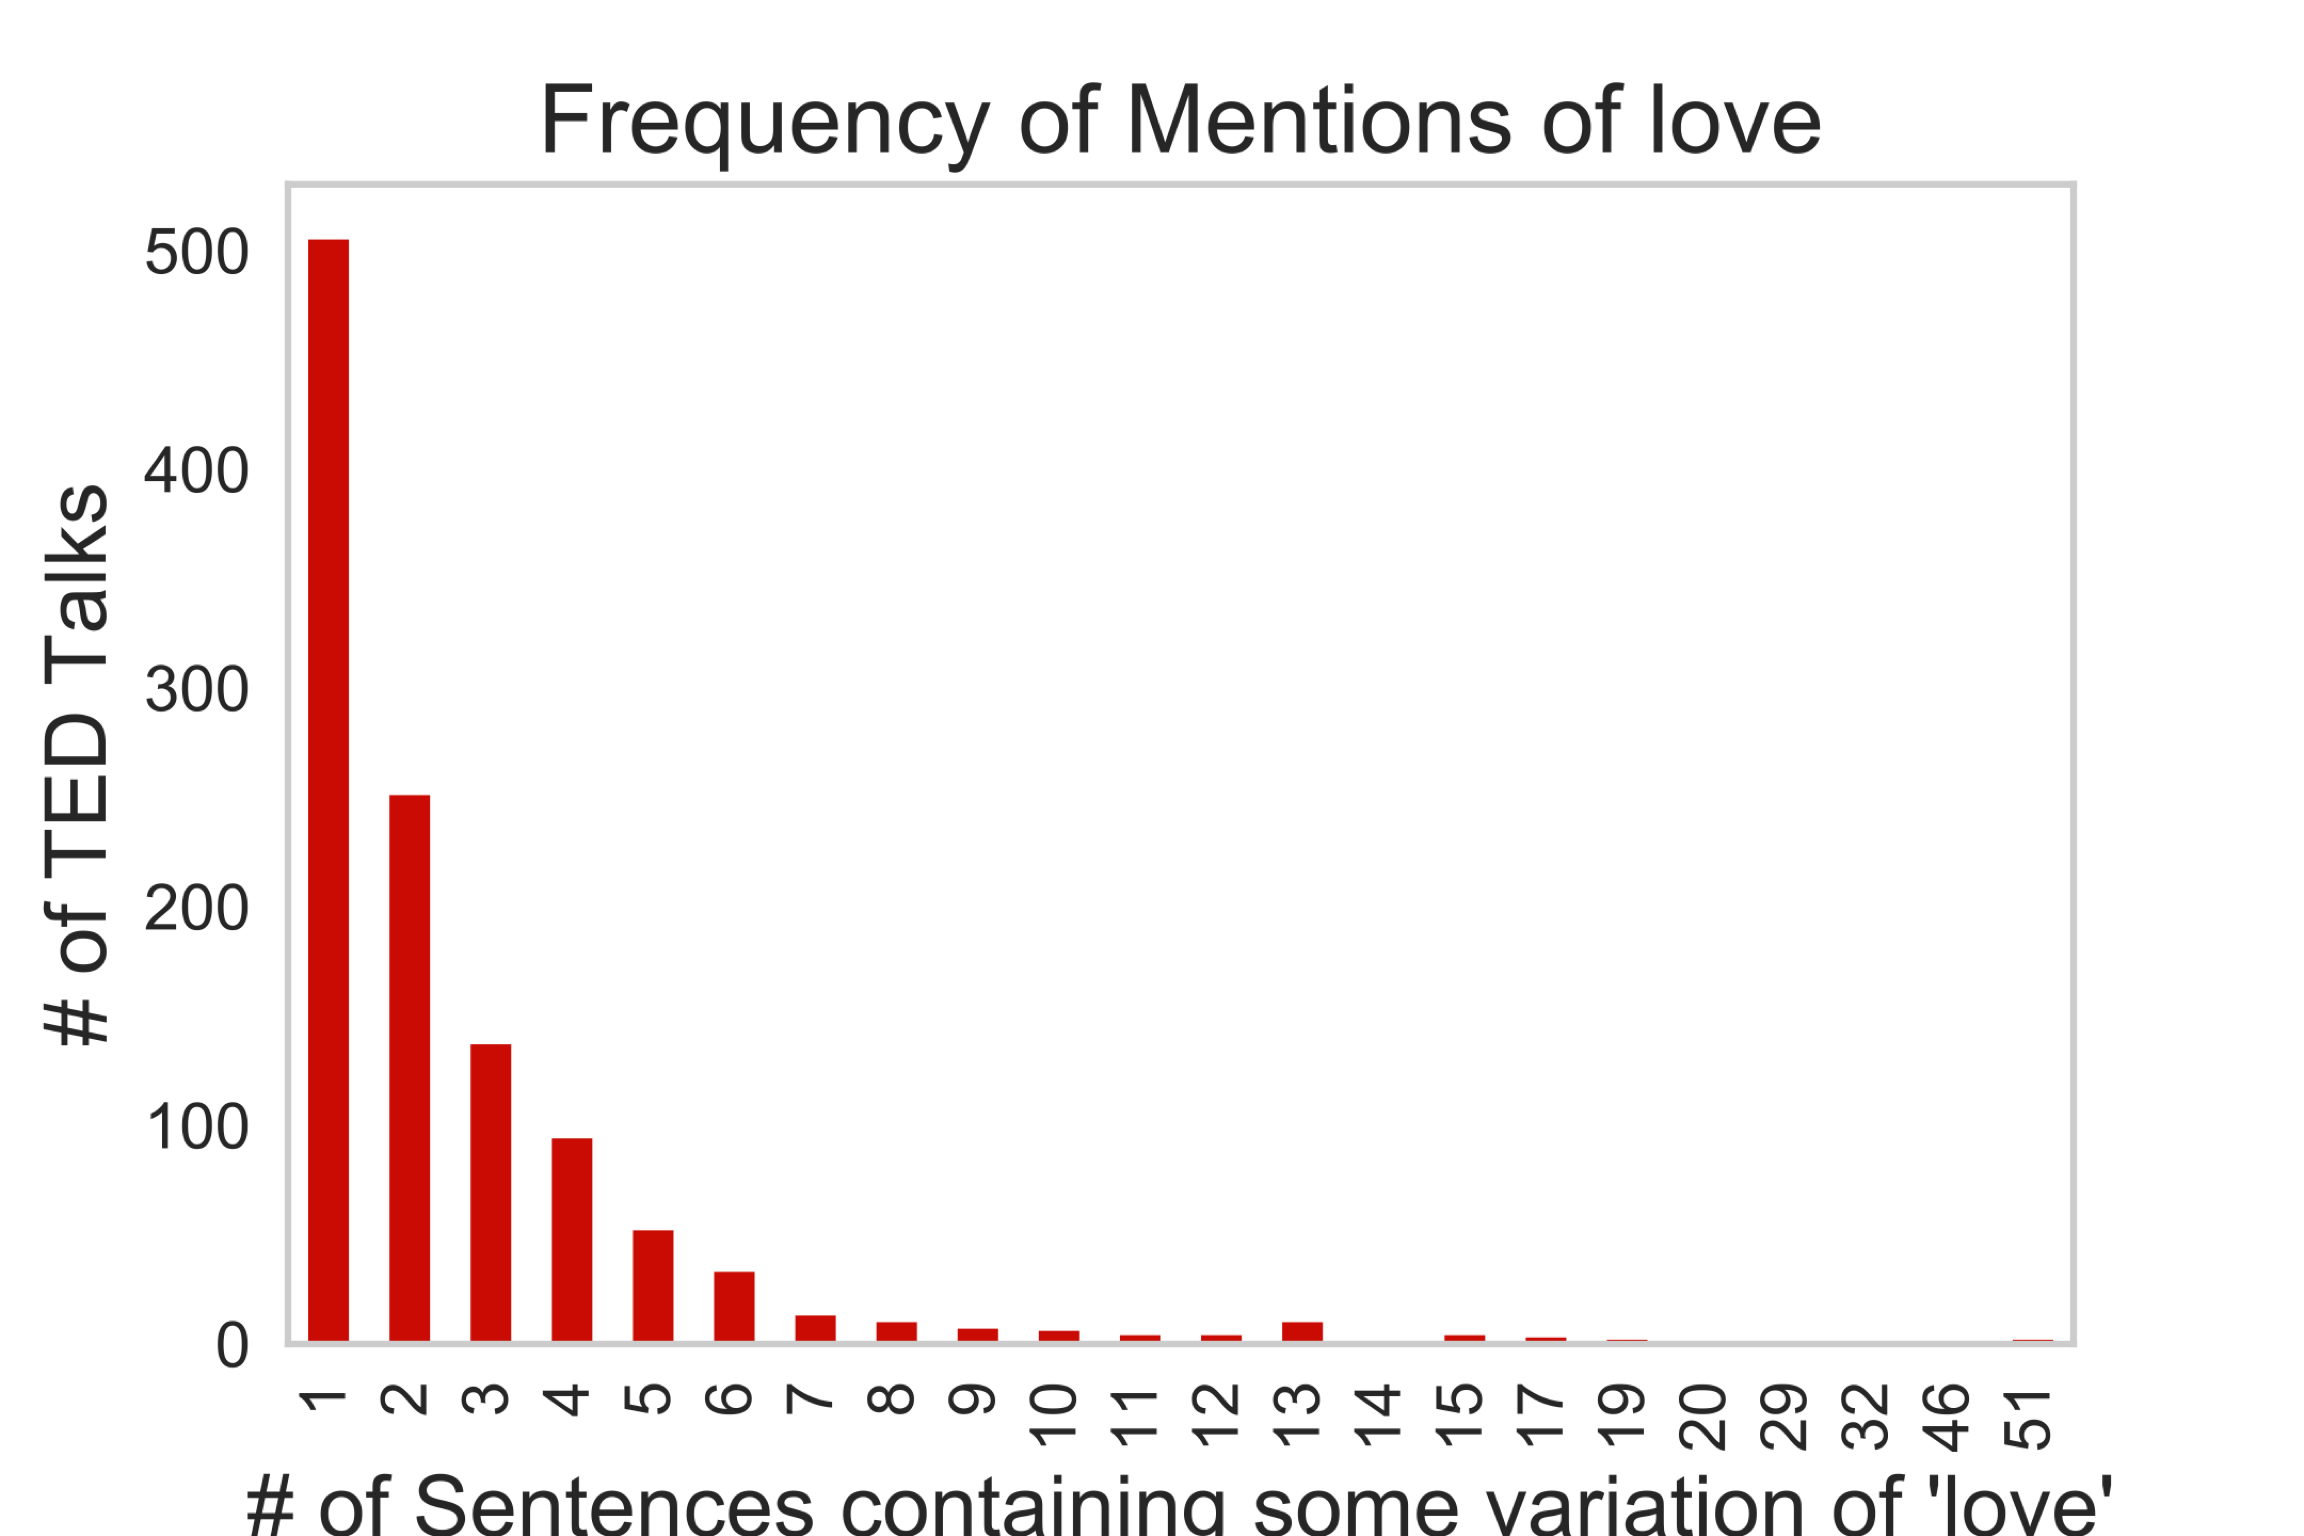 Frequency of Mentions of love
# of TED Talks
500
400
300
200
100
0
1 2 3 4 5 6 7 8 9 10 11 12 13 14 15 17 19 20 29 32 46 51
# of Sentences containing some variation of 'love'